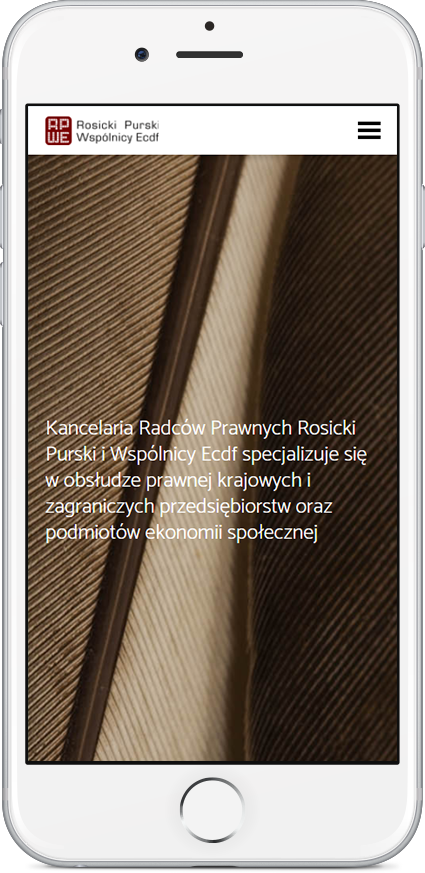 RP
WE
Rosicki Purski
Wspólnicy Ecdf
Kancelaria Radców Prawnych Rosicki
Purski i Wspólnicy Ecdf specjalizuje się
w obsłudze prawnej krajowych i
zagraniczych przedsiębiorstw oraz
podmiotów ekonomii społecznej